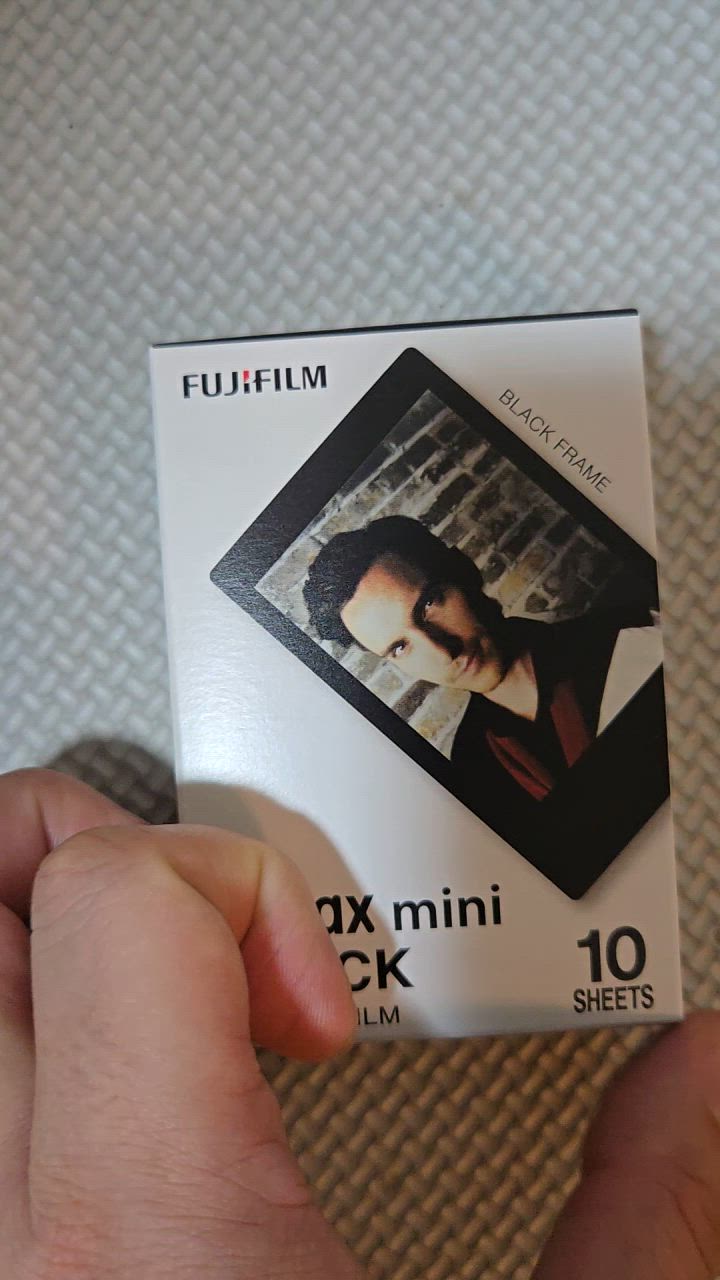 FUJIFILM
BLACK FRAME
ax mini
CK
ILM
10
SHEETS